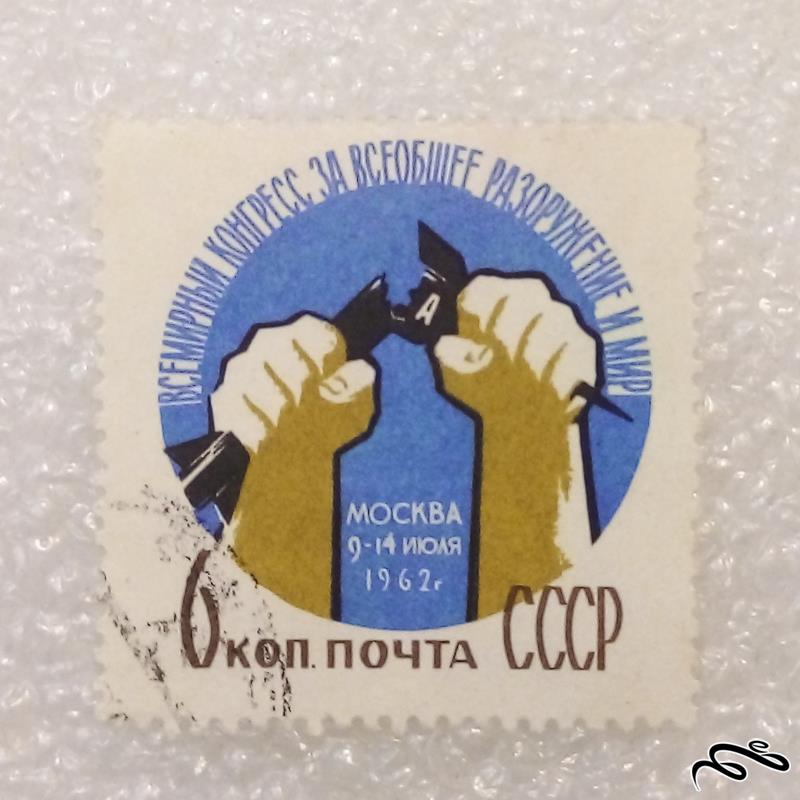 ВСЕМИРНЫЙ КОНГРЕСС ЗА ВСЕОБЩЕЕ РАЗОРУЖЕНИЕ И МИР
А
МОСКВА
9-14 ИЮЛЯ
1962г
6 КОП. ПОЧТА СССР